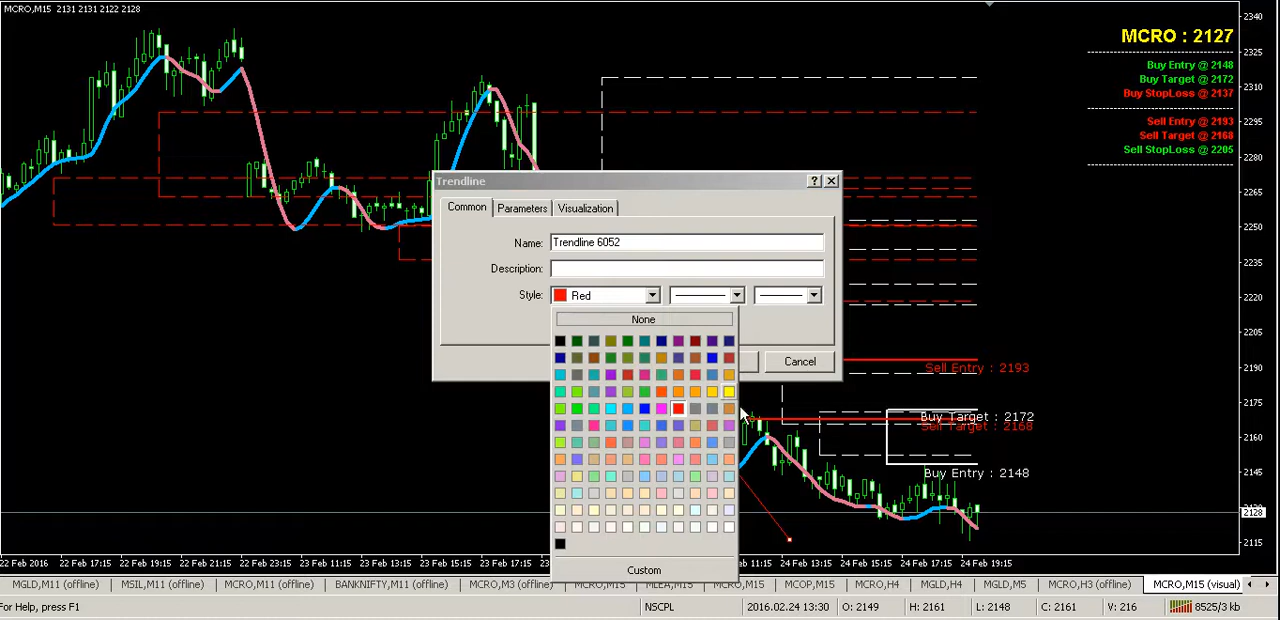 MCRO,M15 2131 2131 2122 2128
MCRO : 2127
Buy Entry @ 2148
Buy Target @ 2172
Buy StopLoss @ 2137
Sell Entry @ 2193
Sell Target @ 2168
Sell StopLoss @ 2205
2340
2325
2310
2295
2280
2265
2250
2235
2220
2205
2190
2175
2160
2145
2128
2115
Trendline
Common Parameters Visualization
Name: Trendline 6052
Description:
Style: Red
None
Cancel
Custom
Sell Entry : 2193
Buy Target : 2172
Sell Target : 2168
Buy Entry : 2148
22 Feb 2016 22 Feb 17:15 22 Feb 19:15 22 Feb 21:15 22 Feb 23:15 23 Feb 13:15 23 Feb 15:15 23 Feb 17:15 11:15 24 Feb 13:15 24 Feb 15:15 24 Feb 17:15 24 Feb 19:15
MGLD,M11 (offline) MSIL,M11 (offline) MCRO,M11 (offline) BANKNIFTY,M11 (offline) MCRO,M3 (offline) MCRO,M15 MLEA,M15 MCRO,M15 MCOP,M15 MCRO,H4 MGLD,H4 MGLD,M5 MCRO,H3 (offline) MCRO,M15 (visual)
For Help, press F1 NSCPL 2016.02.24 13:30 O: 2149 H: 2161 L: 2148 C: 2161 V: 216 8525/3 kb